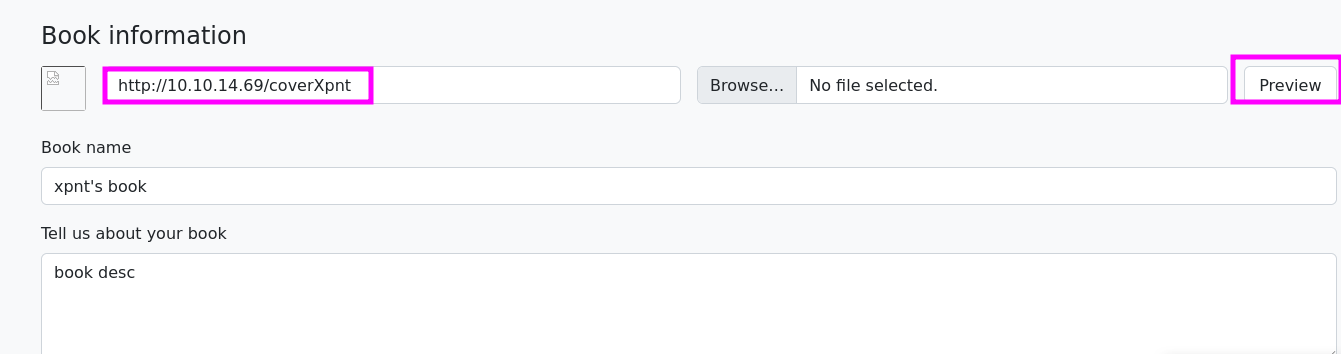 Book information
http://10.10.14.69/coverXpnt Browse... No file selected. Preview
Book name
xpnt's book
Tell us about your book
book desc